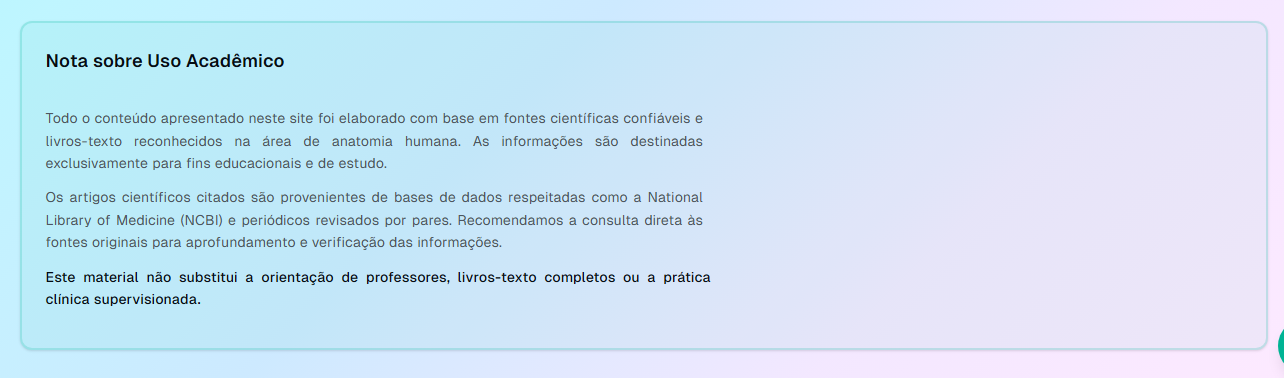 Nota sobre Uso Acadêmico
Todo o conteúdo apresentado neste site foi elaborado com base em fontes científicas confiáveis e
livros-texto reconhecidos na área de anatomia humana. As informações são destinadas
exclusivamente para fins educacionais e de estudo.
Os artigos científicos citados são provenientes de bases de dados respeitadas como a National
Library of Medicine (NCBI) e periódicos revisados por pares. Recomendamos a consulta direta às
fontes originais para aprofundamento e verificação das informações.
Este material não substitui a orientação de professores, livros-texto completos ou a prática
clínica supervisionada.